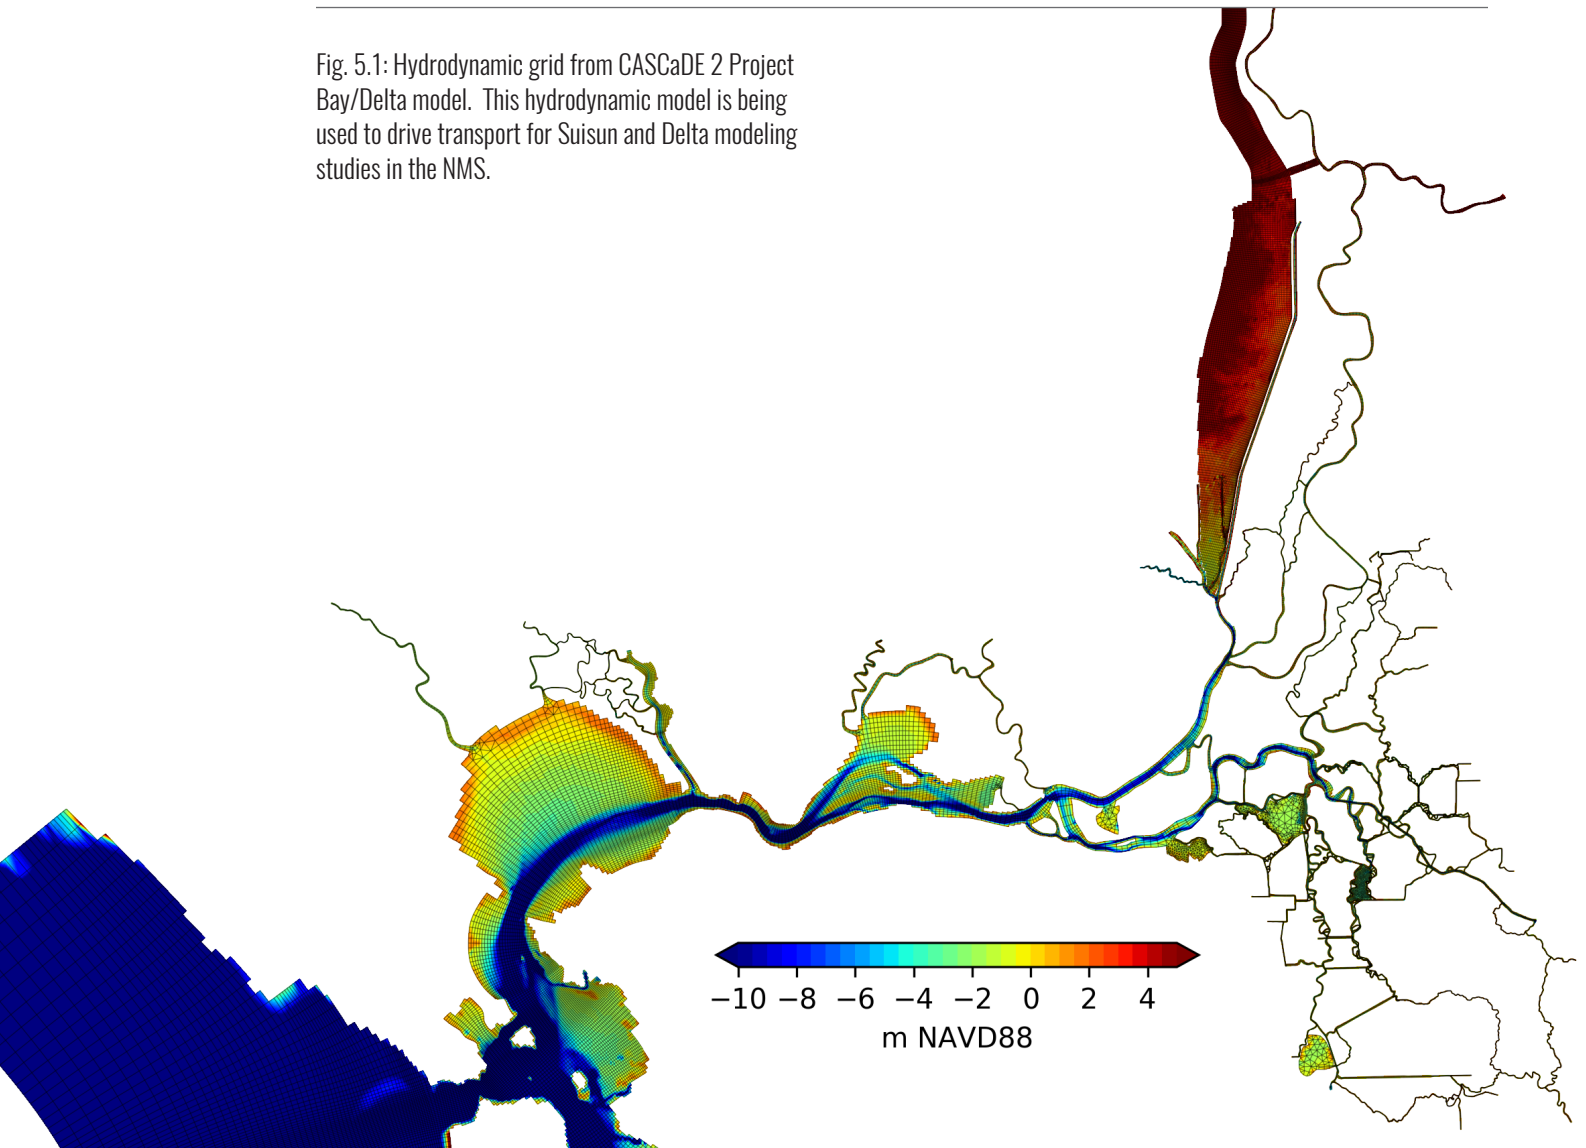 Fig. 5.1: Hydrodynamic grid from CASCaDE 2 Project
Bay/Delta model.  This hydrodynamic model is being
used to drive transport for Suisun and Delta modeling
studies in the NMS.
−10 −8 −6 −4 −2 0 2 4
m NAVD88